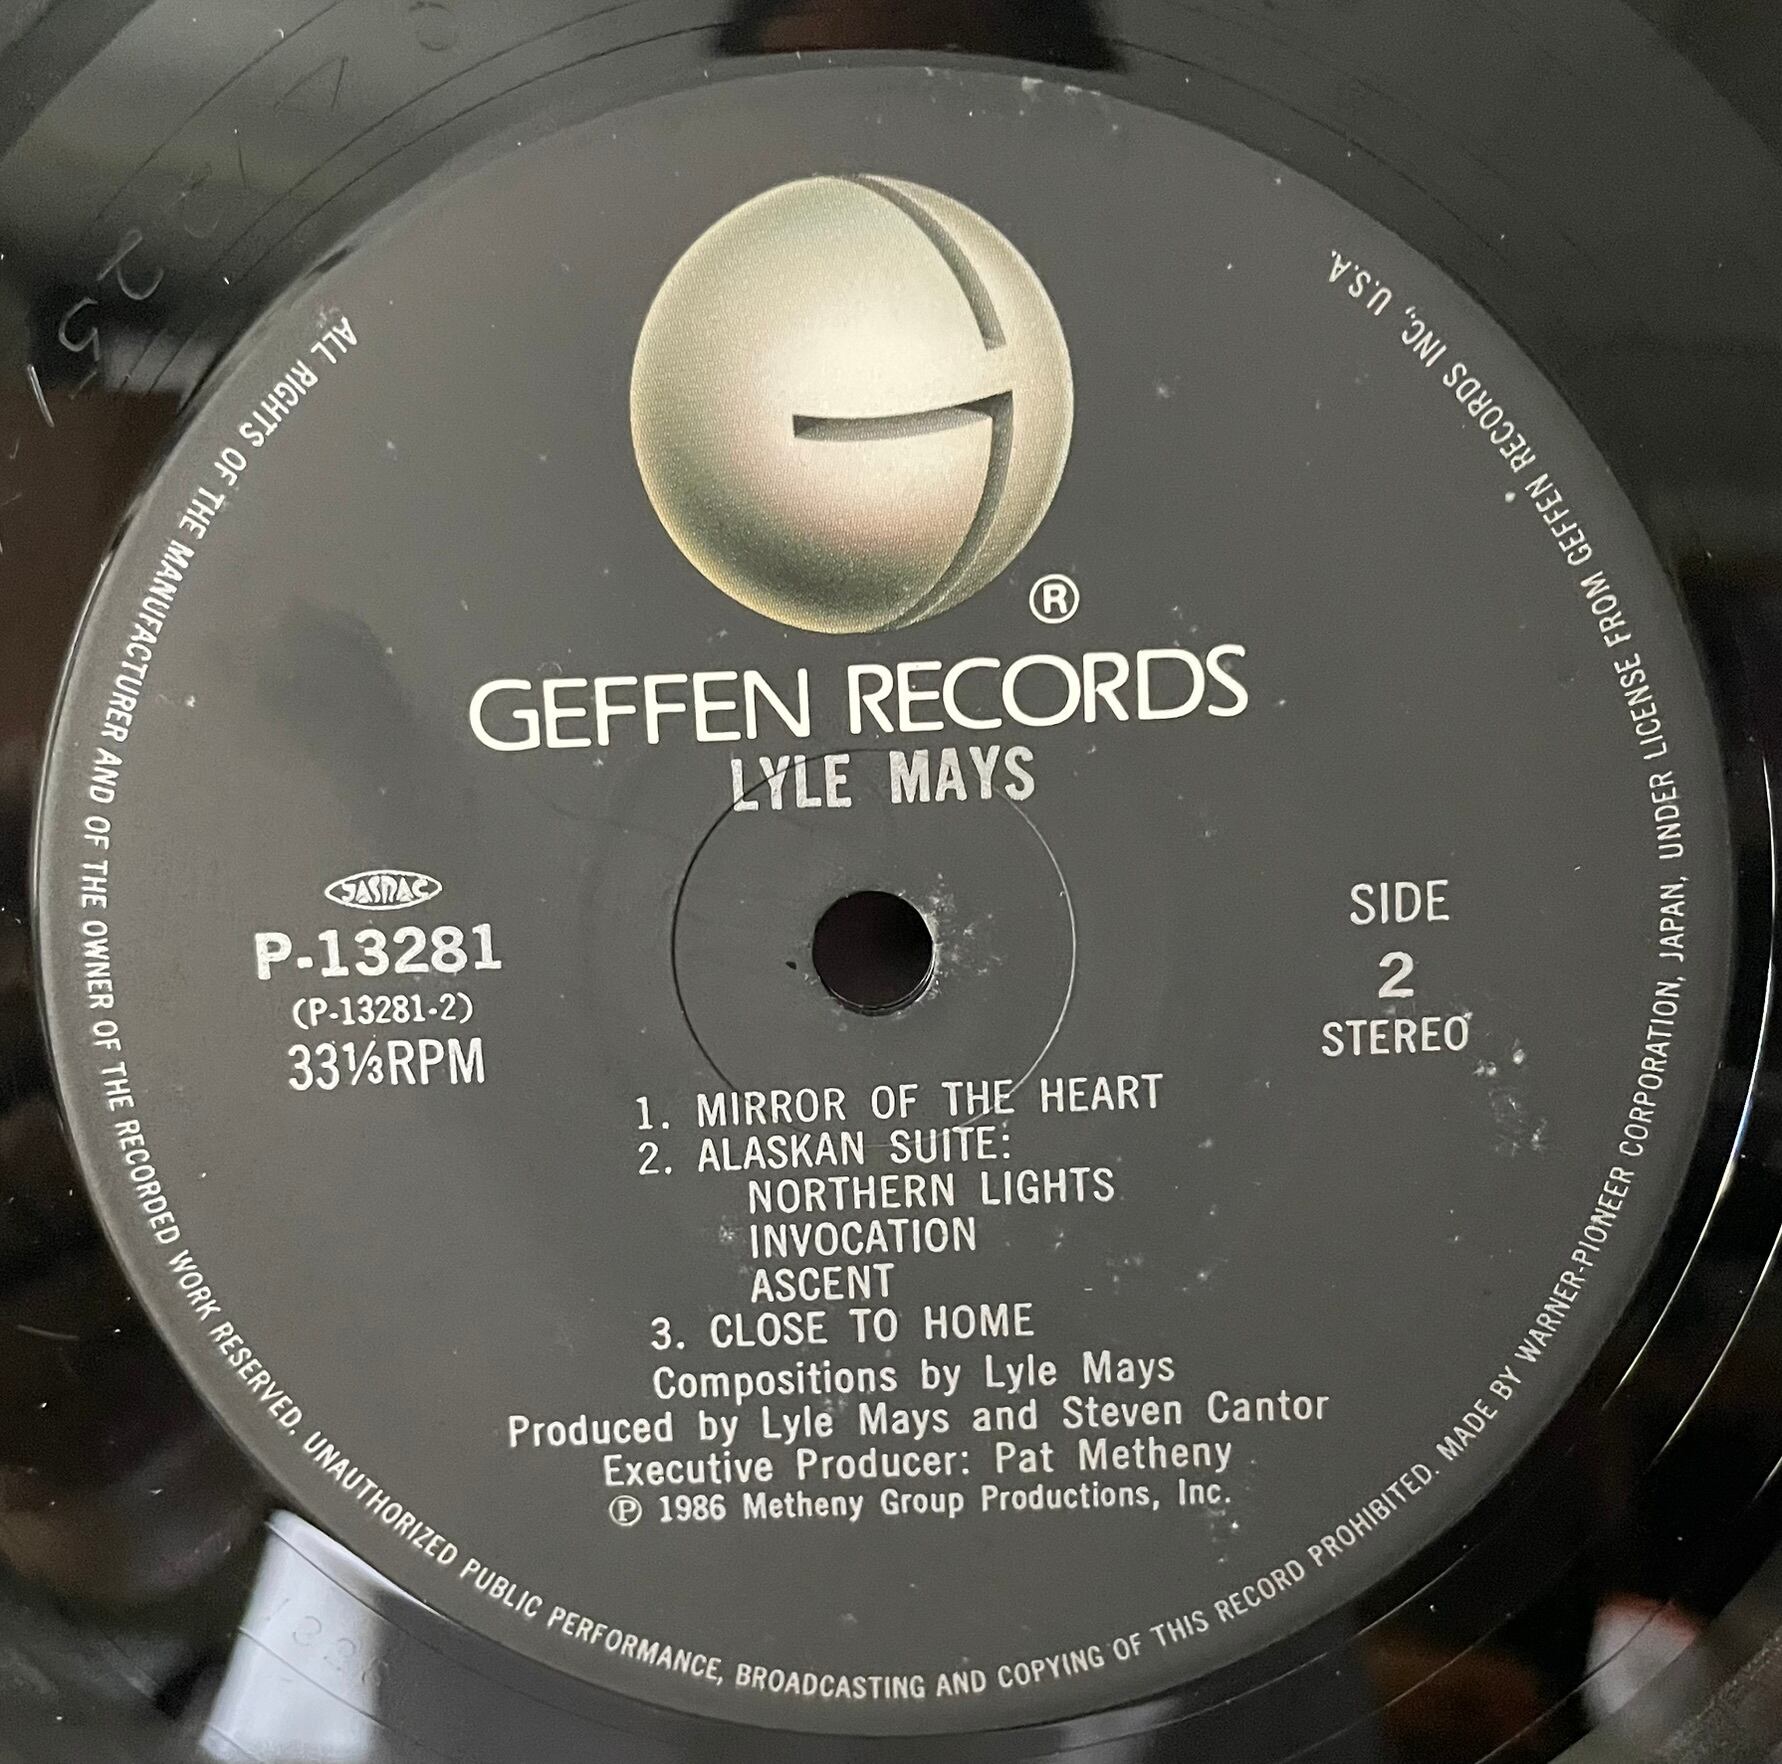 ®
GEFFEN RECORDS
LYLE MAYS
JASRAC
P-13281
(P-13281-2)
33⅓RPM
SIDE
2
STEREO
1. MIRROR OF THE HEART
2. ALASKAN SUITE:
NORTHERN LIGHTS
INVOCATION
ASCENT
3. CLOSE TO HOME
Compositions by Lyle Mays
Produced by Lyle Mays and Steven Cantor
Executive Producer: Pat Metheny
℗ 1986 Metheny Group Productions, Inc.
ALL RIGHTS OF THE MANUFACTURER AND OF THE OWNER OF THE RECORDED WORK RESERVED. UNAUTHORIZED PUBLIC PERFORMANCE, BROADCASTING AND COPYING OF THIS RECORD PROHIBITED. MADE BY WARNER-PIONEER CORPORATION, JAPAN, UNDER LICENSE FROM GEFFEN RECORDS INC., U.S.A.